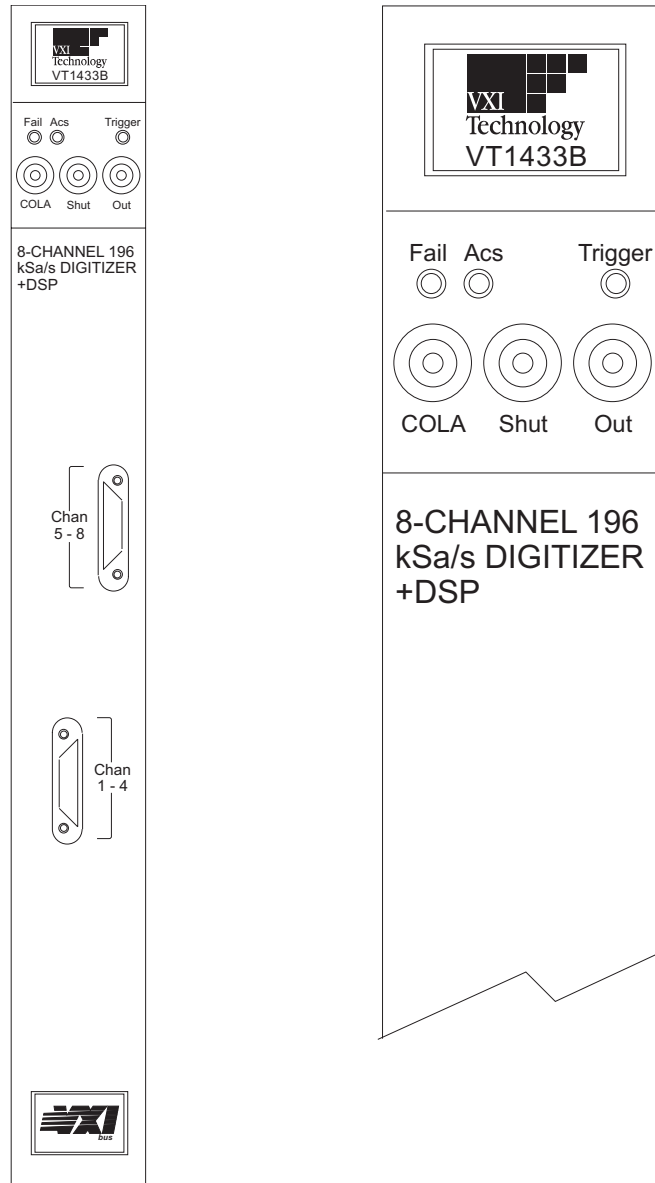 VXI
Technology
VT1433B
Fail Acs Trigger
COLA Shut Out
8-CHANNEL 196
kSa/s DIGITIZER
+DSP
Chan
5 - 8
Chan
1 - 4
VXI
bus
VXI
Technology
VT1433B
Fail Acs Trigger
COLA Shut Out
8-CHANNEL 196
kSa/s DIGITIZER
+DSP